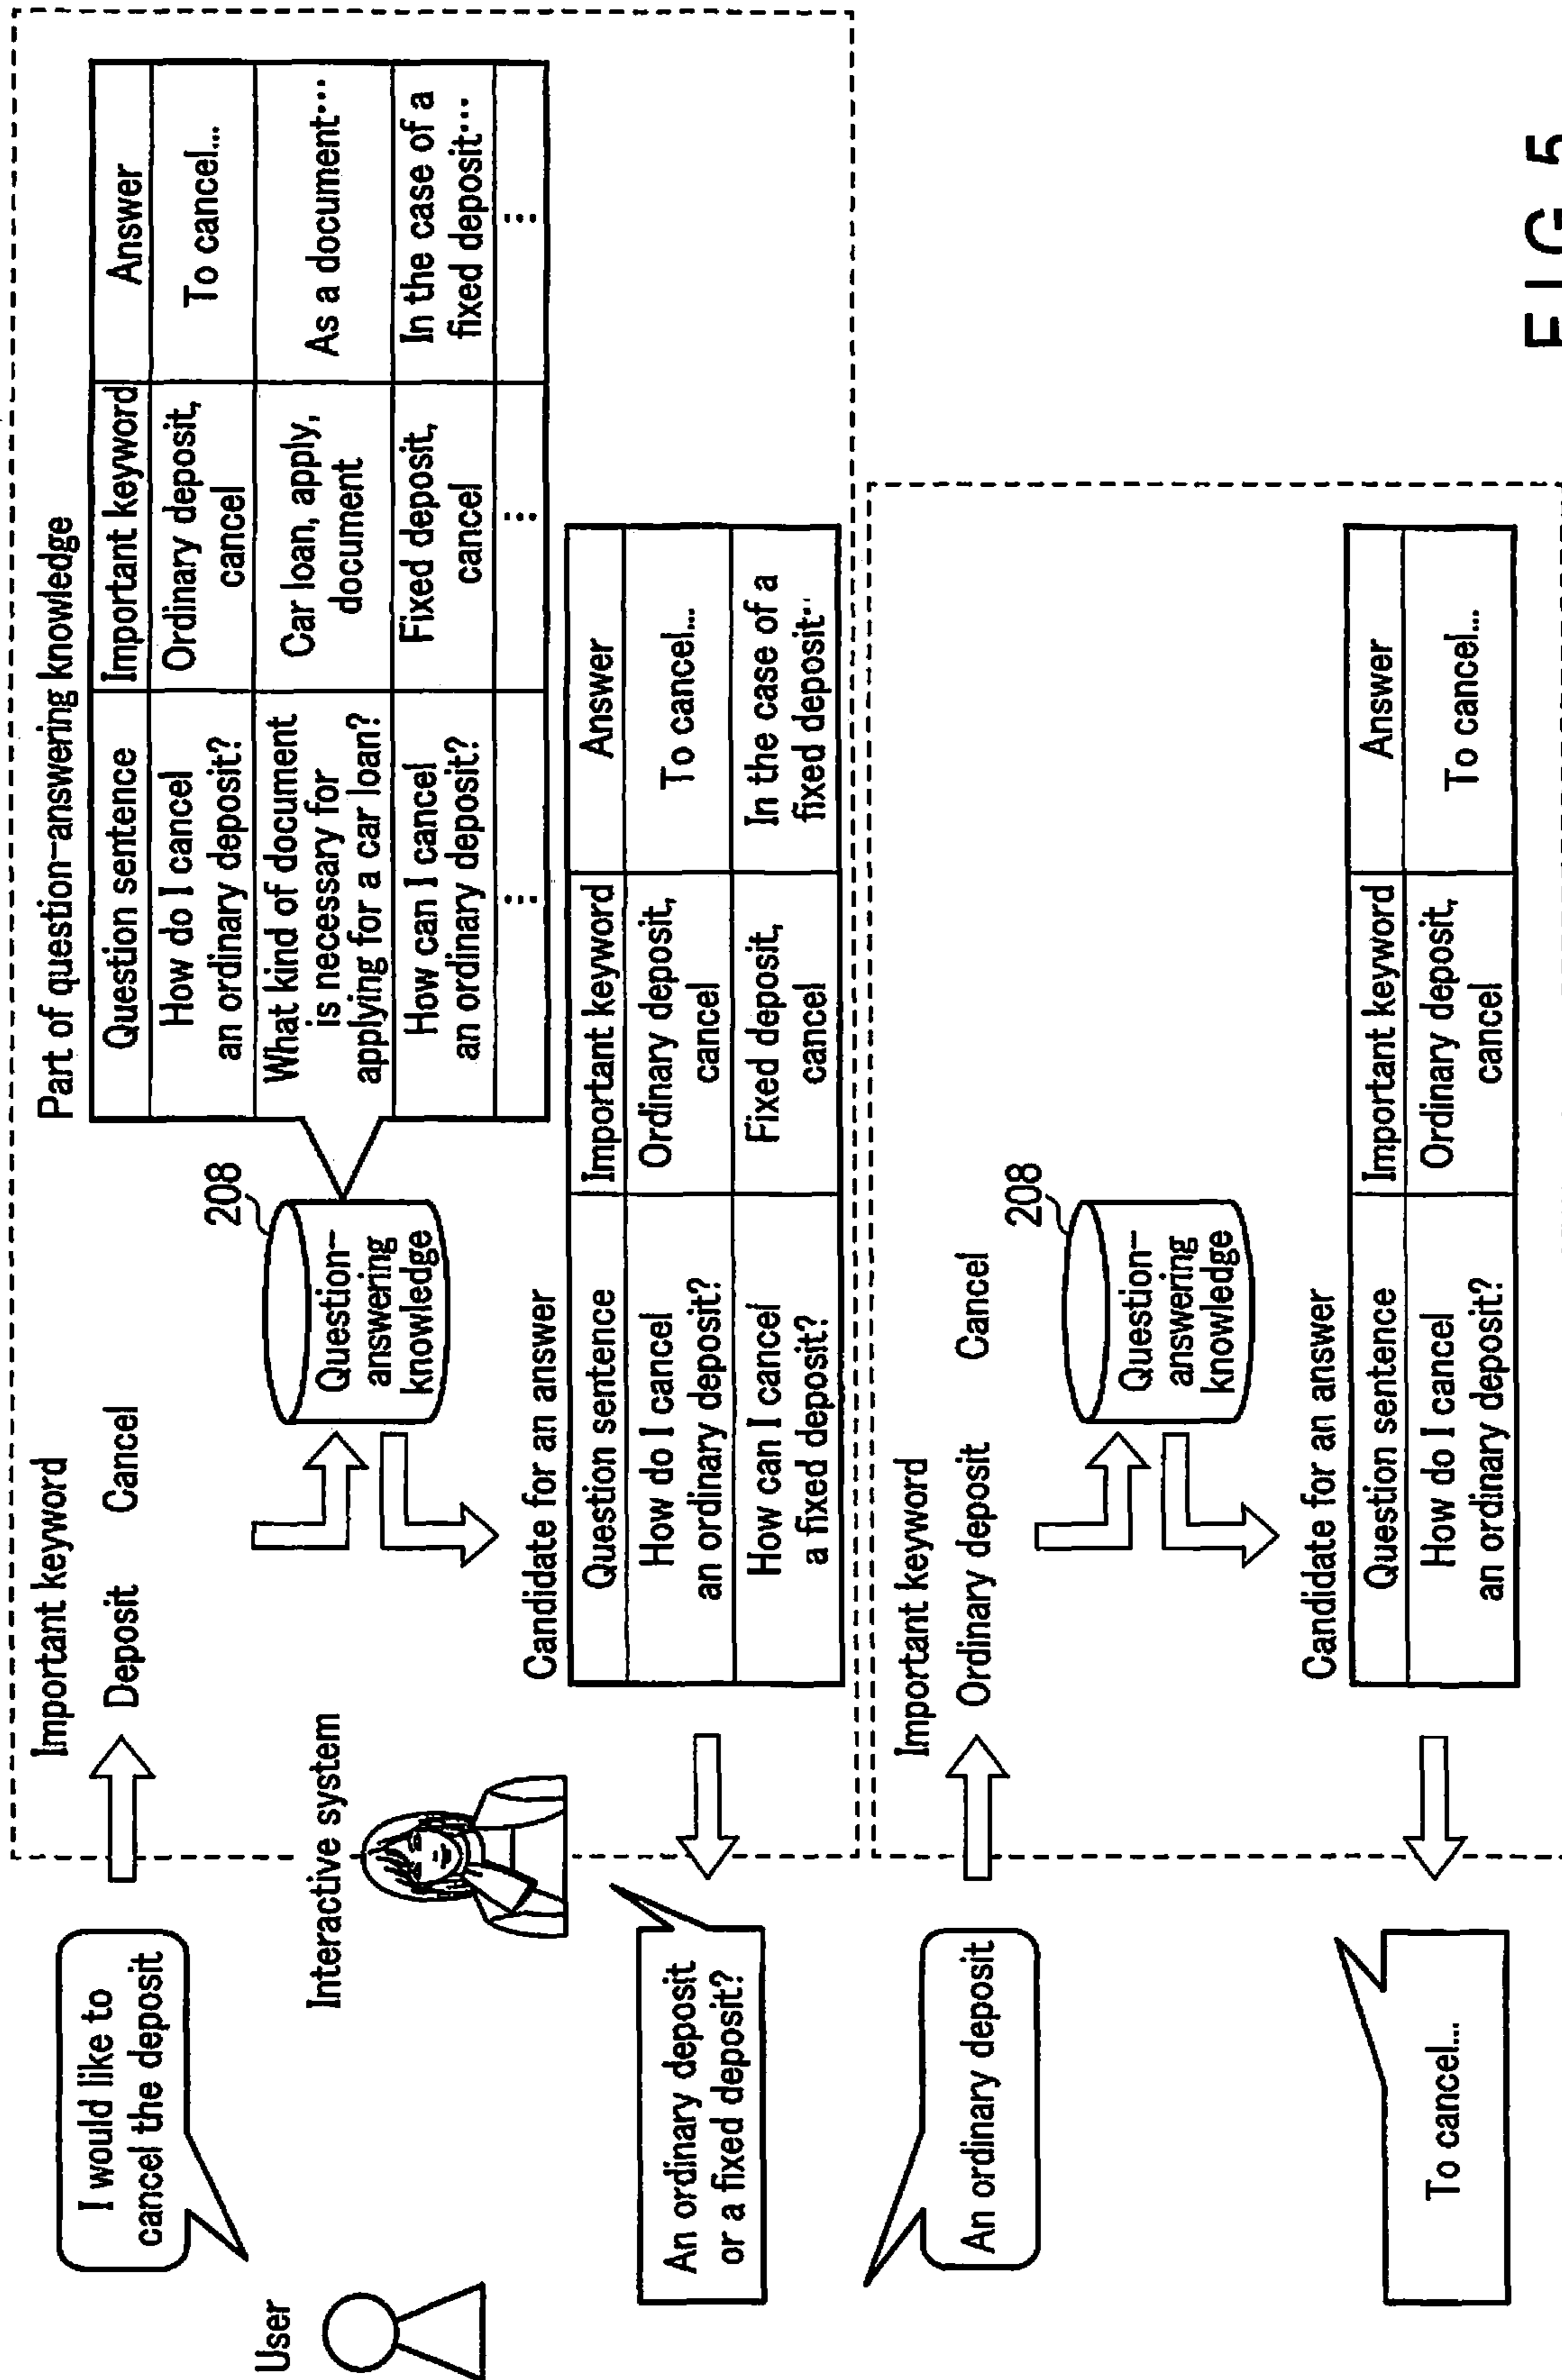 User
I would like to
cancel the deposit
Interactive system
An ordinary deposit
or a fixed deposit?
An ordinary deposit
To cancel...
Important keyword
Deposit Cancel
208
Question-
answering
knowledge
Part of question-answering knowledge
Question sentence Important keyword Answer
How do I cancel
an ordinary deposit?
Ordinary deposit,
cancel
To cancel...
What kind of document
is necessary for
applying for a car loan?
Car loan, apply,
document
As a document...
How can I cancel
an ordinary deposit?
Fixed deposit,
cancel
In the case of a
fixed deposit...
... ... ...
Candidate for an answer
Question sentence Important keyword Answer
How do I cancel
an ordinary deposit?
Ordinary deposit,
cancel
To cancel...
How can I cancel
a fixed deposit?
Fixed deposit,
cancel
In the case of a
fixed deposit...
Important keyword
Ordinary deposit Cancel
208
Question-
answering
knowledge
Candidate for an answer
Question sentence Important keyword Answer
How do I cancel
an ordinary deposit?
Ordinary deposit,
cancel
To cancel...
FIG. 5